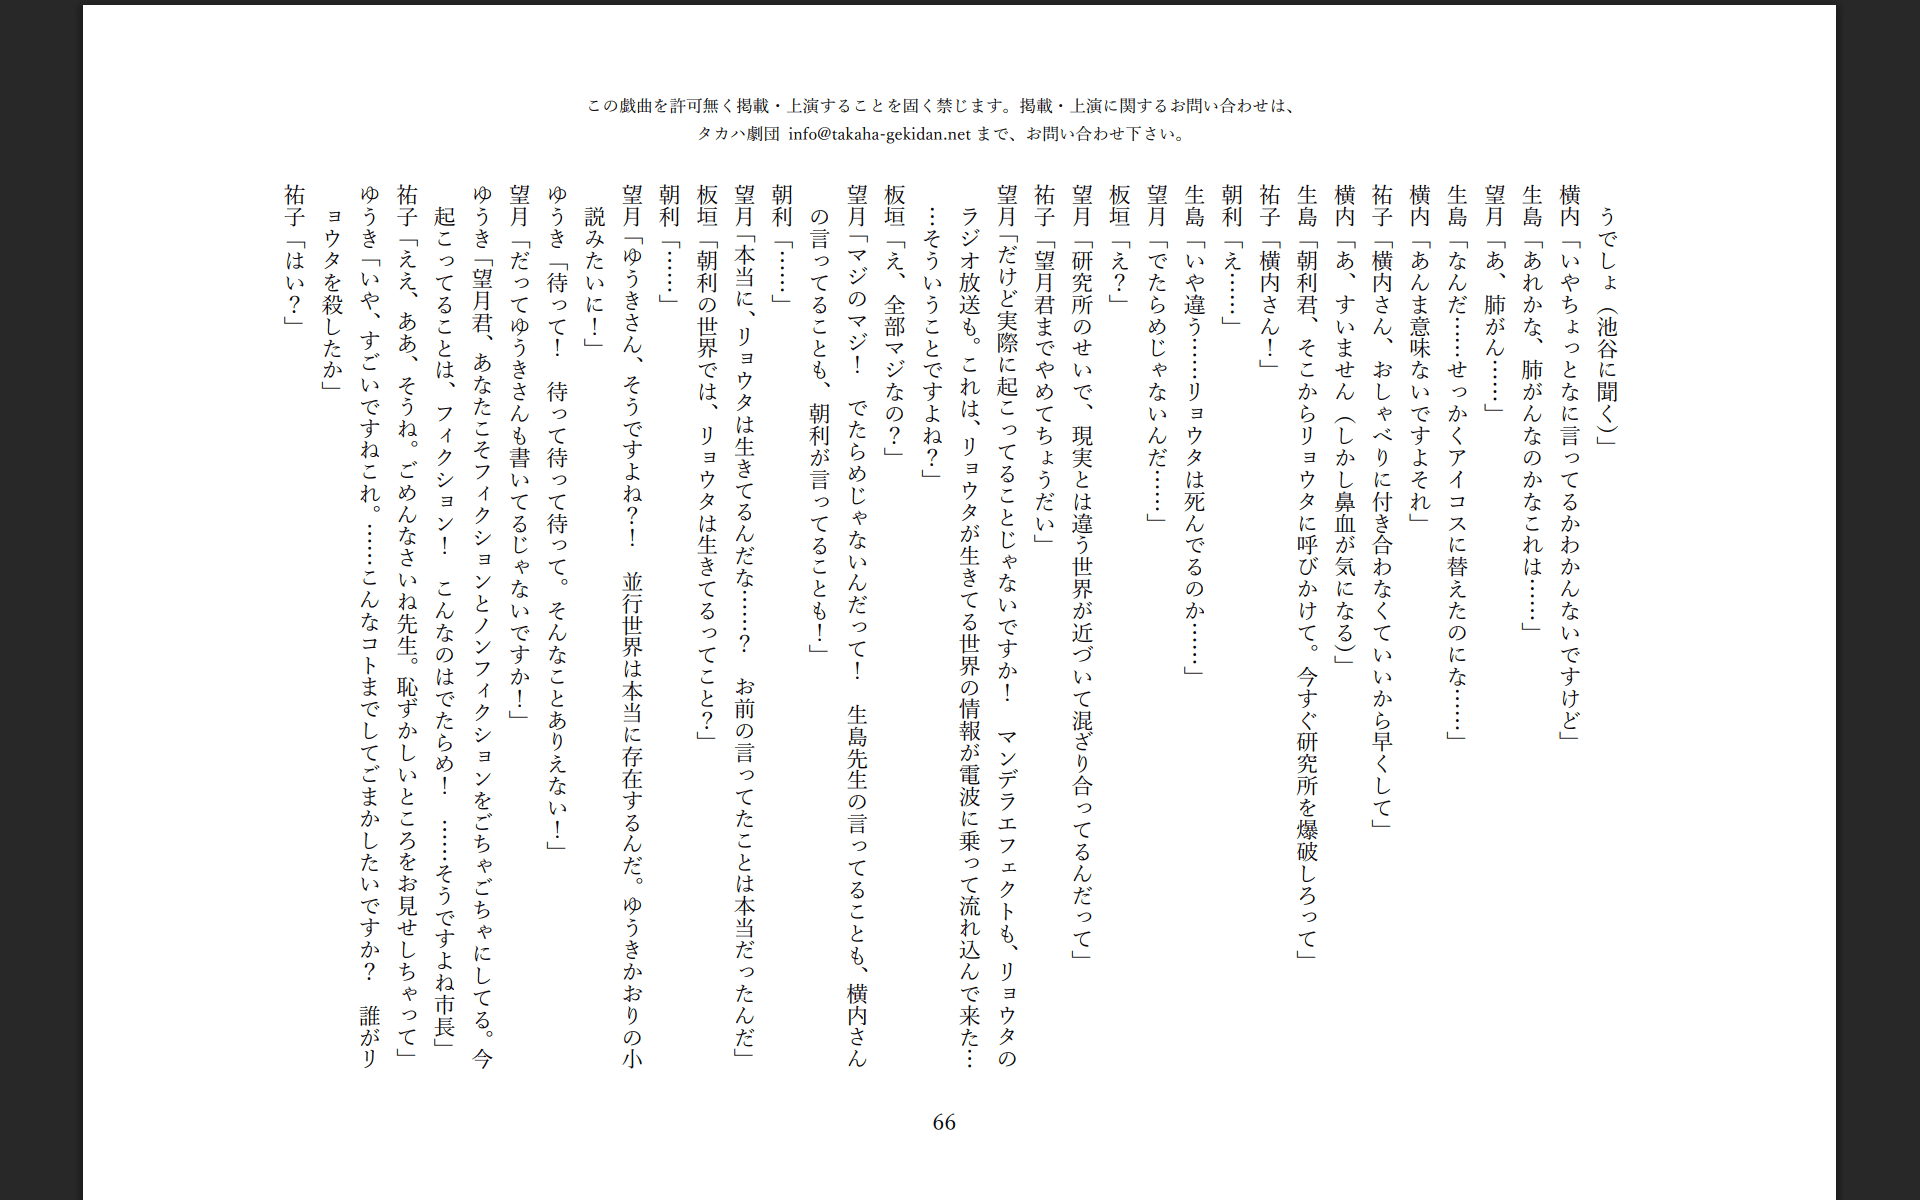 この戯曲を許可無く掲載・上演することを固く禁じます。掲載・上演に関するお問い合わせは、
タカハ劇団 info@takaha-gekidan.net まで、お問い合わせ下さい。
うでしょ（池谷に聞く）」
横内「いやちょっとなに言ってるかわかんないですけど」
生島「あれかな、肺がんなのかなこれは……」
望月「あ、肺がん……」
生島「なんだ……せっかくアイコスに替えたのにな……」
横内「あんま意味ないですよそれ」
祐子「横内さん、おしゃべりに付き合わなくていいから早くして」
横内「あ、すいません（しかし鼻血が気になる）」
生島「朝利君、そこからリョウタに呼びかけて。今すぐ研究所を爆破しろって」
祐子「横内さん！」
朝利「え……」
生島「いや違う……リョウタは死んでるのか……」
望月「でたらめじゃないんだ……」
板垣「え？」
望月「研究所のせいで、現実とは違う世界が近づいて混ざり合ってるんだって」
祐子「望月君までやめてちょうだい」
望月「だけど実際に起こってることじゃないですか！　マンデラエフェクトも、リョウタの
ラジオ放送も。これは、リョウタが生きてる世界の情報が電波に乗って流れ込んで来た…
…そういうことですよね？」
板垣「え、全部マジなの？」
望月「マジのマジ！　でたらめじゃないんだって！　生島先生の言ってることも、横内さん
の言ってることも、朝利が言ってることも！」
朝利「……」
望月「本当に、リョウタは生きてるんだな……？　お前の言ってたことは本当だったんだ」
板垣「朝利の世界では、リョウタは生きてるってこと？」
朝利「……」
望月「ゆうきさん、そうですよね？！　並行世界は本当に存在するんだ。ゆうきかおりの小
説みたいに！」
ゆうき「待って！　待って待って待って。そんなことありえない！」
望月「だってゆうきさんも書いてるじゃないですか！」
ゆうき「望月君、あなたこそフィクションとノンフィクションをごちゃごちゃにしてる。今
起こってることは、フィクション！　こんなのはでたらめ！　……そうですよね市長」
祐子「ええ、ああ、そうね。ごめんなさいね先生。恥ずかしいところをお見せしちゃって」
ゆうき「いや、すごいですねこれ。……こんなコトまでしてごまかしたいですか？　誰がリ
ョウタを殺したか」
祐子「はい？」
66